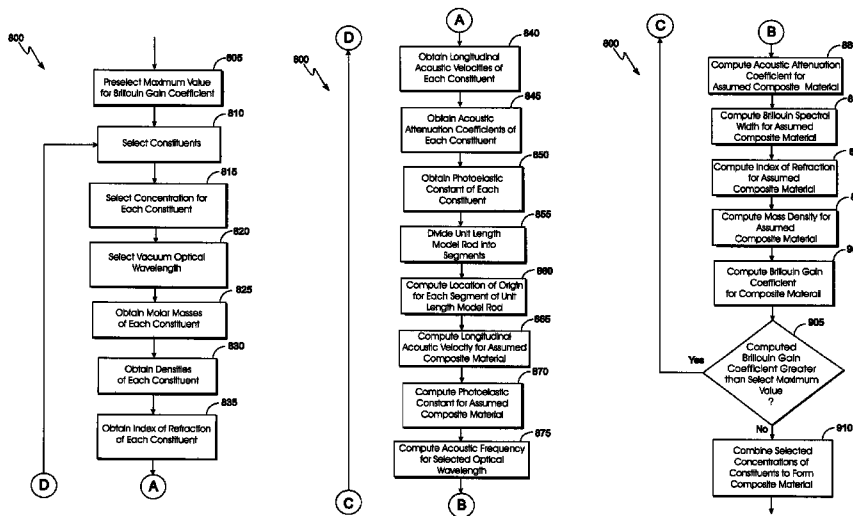 800
805
Preselect Maximum Value
for Brillouin Gain Coefficient
810
Select Constituents
815
Select Concentration for
Each Constituent
820
Select Vacuum Optical
Wavelength
825
Obtain Molar Masses
of Each Constituent
830
Obtain Densities
of Each Constituent
835
Obtain Index of Refraction
of Each Constituent
D
A
D
800
A
840
Obtain Longitudinal
Acoustic Velocities of
Each Constituent
845
Obtain Acoustic
Attenuation Coefficients of
Each Constituent
850
Obtain Photoelastic
Constant of Each
Constituent
855
Divide Unit Length
Model Rod into
Segments
860
Compute Location of Origin
for Each Segment of Unit
Length Model Rod
865
Compute Longitudinal
Acoustic Velocity for Assumed
Composite Material
870
Compute Photoelastic
Constant for Assumed
Composite Material
875
Compute Acoustic Frequency
for Selected Optical
Wavelength
C
B
C
800
B
Compute Acoustic Attenuation
Coefficient for
Assumed Composite Material
Compute Brillouin Spectral
Width for Assumed
Composite Material
Compute Index of Refraction
for Assumed
Composite Material
Compute Mass Density for
Assumed
Composite Material
Compute Brillouin Gain
Coefficient
for Composite Materail
905
Computed
Brillouin Gain
Coefficient Greater
than Select Maximum
Value
?
Yes
No
910
Combine Selected
Concentrations of
Constituents to Form
Composite Material